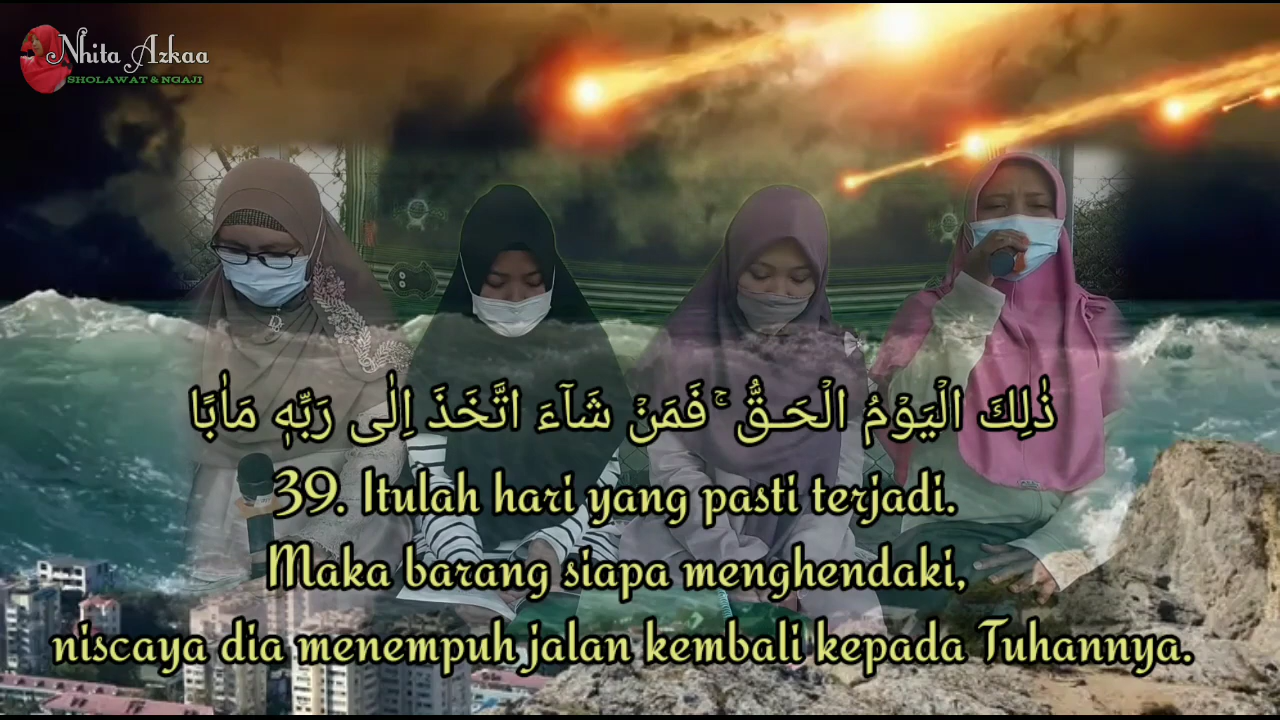 Nhita Azkaa
SHOLAWAT & NGAJI
ذٰلِكَ الْيَوْمُ الْحَقُّ ۚ فَمَنْ شَآءَ اتَّخَذَ اِلٰى رَبِّهٖ مَاٰبًا
39. Itulah hari yang pasti terjadi.
Maka barang siapa menghendaki,
niscaya dia menempuh jalan kembali kepada Tuhannya.